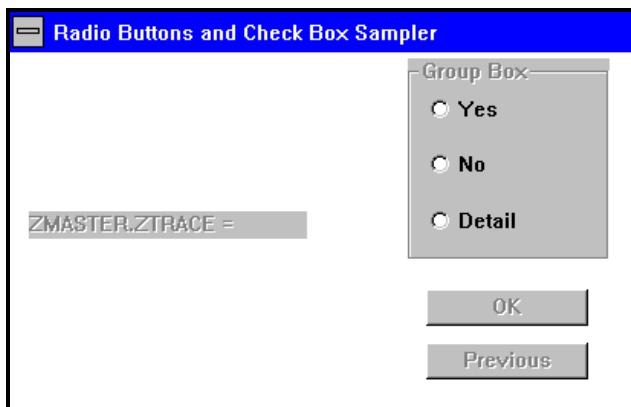 Radio Buttons and Check Box Sampler
Group Box
Yes
No
ZMASTER.ZTRACE =
Detail
OK
Previous